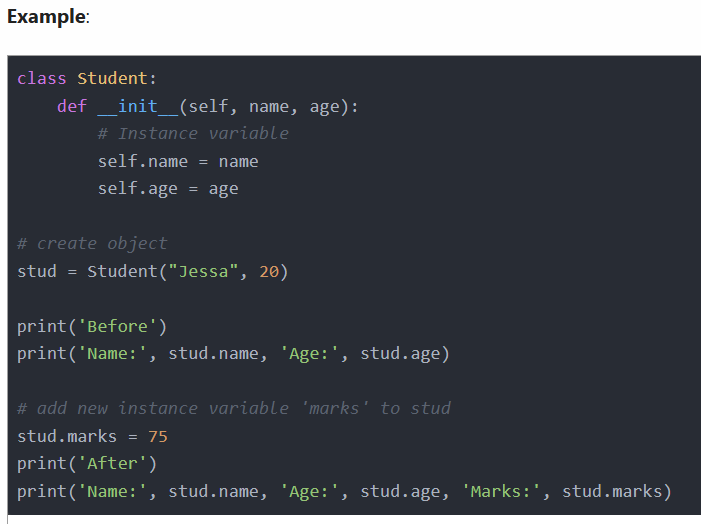 Example:
class Student:
    def __init__(self, name, age):
        # Instance variable
        self.name = name
        self.age = age
# create object
stud = Student("Jessa", 20)
print('Before')
print('Name:', stud.name, 'Age:', stud.age)
# add new instance variable 'marks' to stud
stud.marks = 75
print('After')
print('Name:', stud.name, 'Age:', stud.age, 'Marks:', stud.marks)